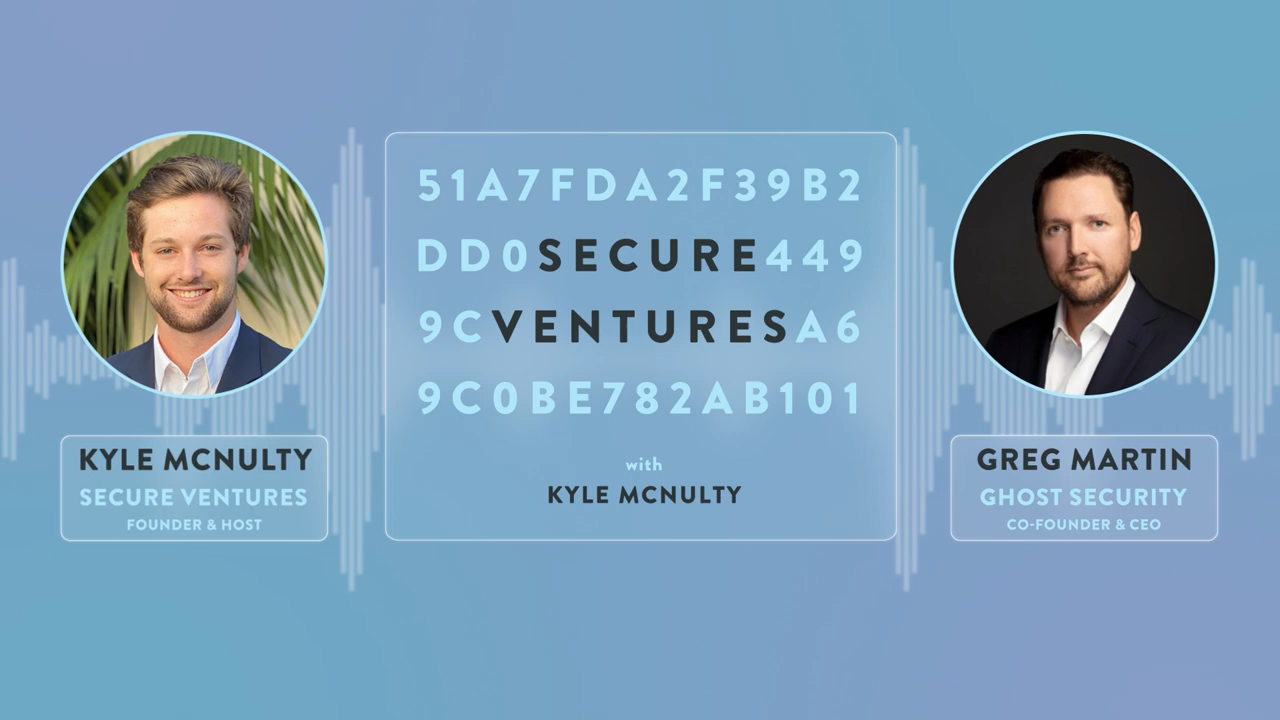 51A7FDA2F39B2
DD0SECURE449
9CVENTURESA6
9C0BE782AB101
with
KYLE MCNULTY
KYLE MCNULTY
SECURE VENTURES
FOUNDER & HOST
GREG MARTIN
GHOST SECURITY
CO-FOUNDER & CEO